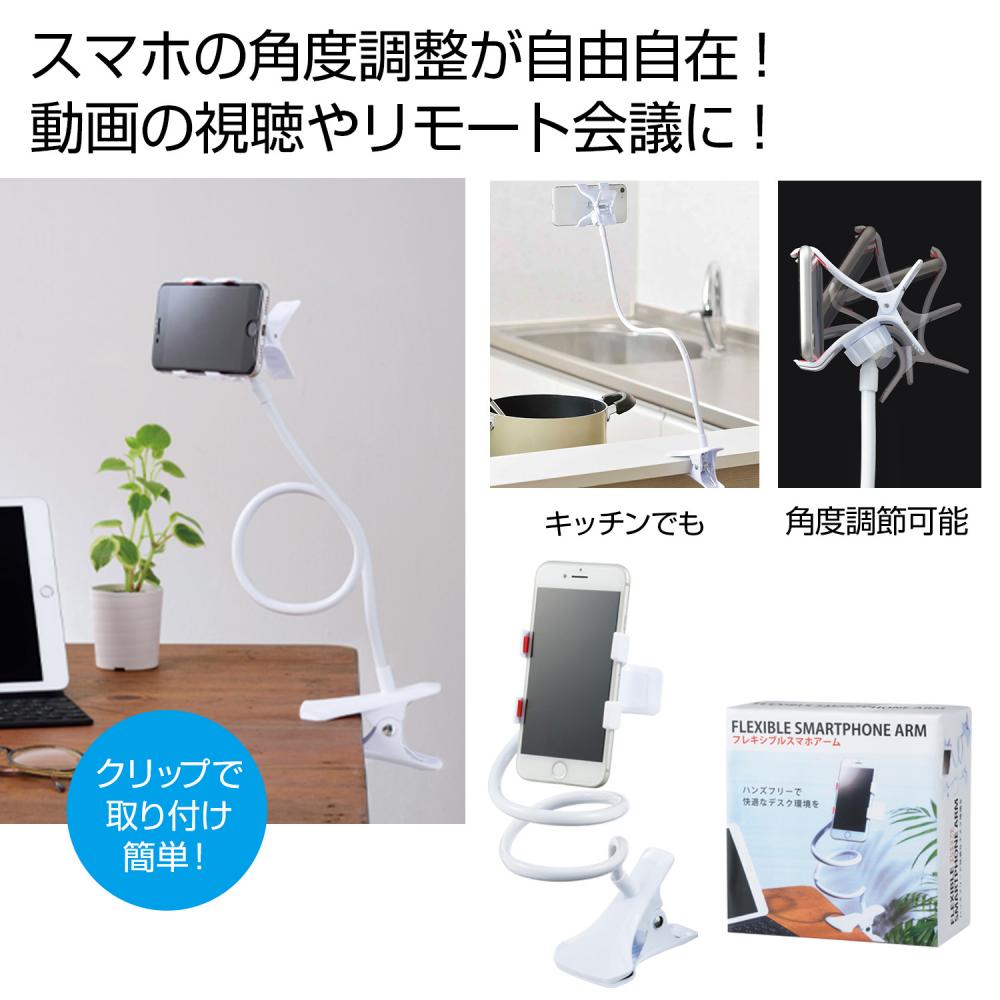 スマホの角度調整が自由自在！
動画の視聴やリモート会議に！
キッチンでも
角度調節可能
クリップで
取り付け
簡単！
FLEXIBLE SMARTPHONE ARM
フレキシブルスマホアーム
ハンズフリーで
快適なデスク環境を
FLEXIBLE
SMARTPHONE ARM